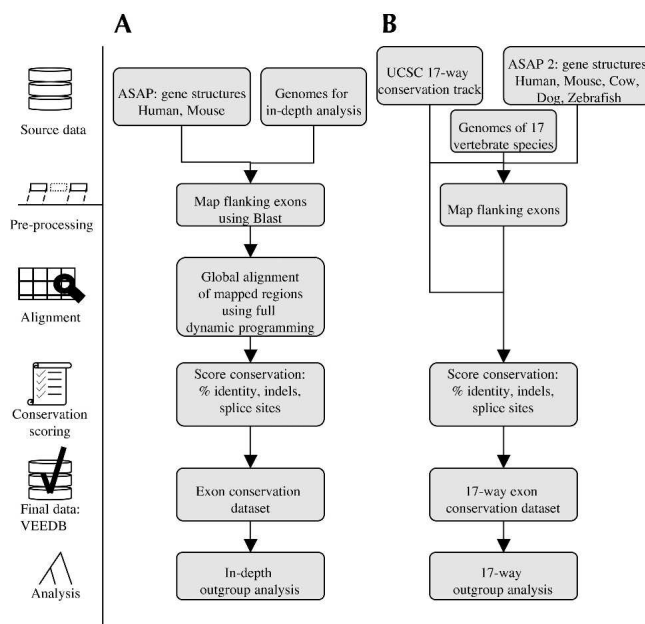 A
B
Source data
Pre-processing
Alignment
Conservation
scoring
Final data:
VEEDB
Analysis
ASAP: gene structures
Human, Mouse
Genomes for
in-depth analysis
Map flanking exons
using Blast
Global alignment
of mapped regions
using full
dynamic programming
Score conservation:
% identity, indels,
splice sites
Exon conservation
dataset
In-depth
outgroup analysis
UCSC 17-way
conservation track
ASAP 2: gene structures
Human, Mouse, Cow,
Dog, Zebrafish
Genomes of 17
vertebrate species
Map flanking exons
Score conservation:
% identity, indels,
splice sites
17-way exon
conservation dataset
17-way
outgroup analysis